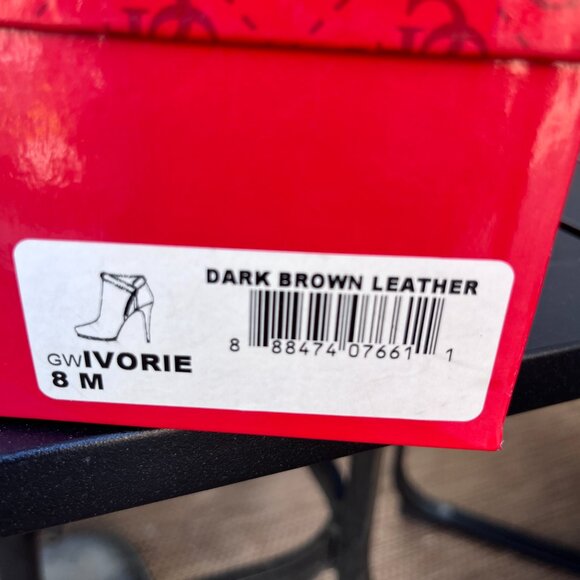 DARK BROWN LEATHER
8 88474 07661 1
GWIVORIE
8 M